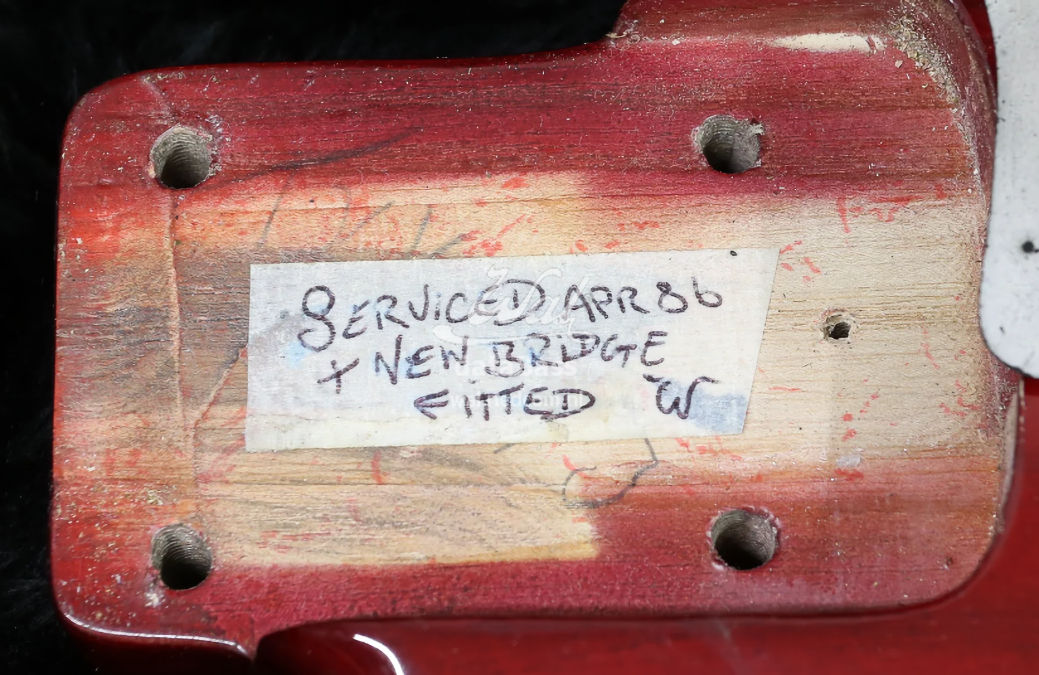 SERVICED APR 86
+ NEW BRIDGE
FITTED W